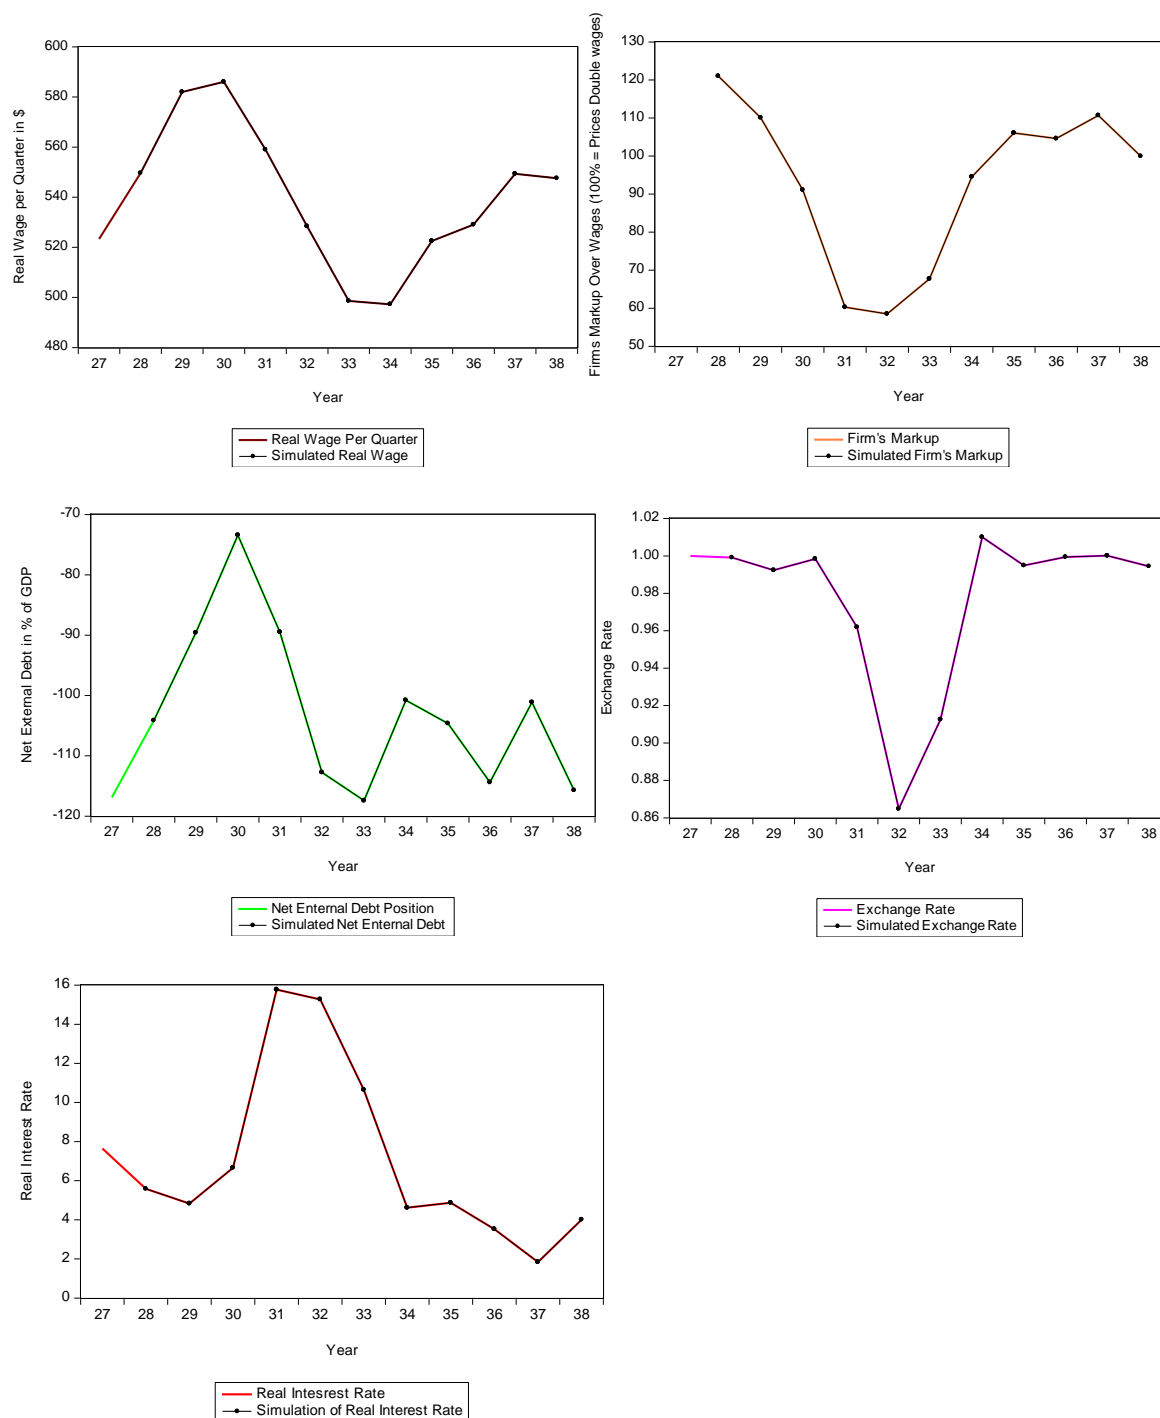 Real Wage per Quarter in $
600
580
560
540
520
500
480
27 28 29 30 31 32 33 34 35 36 37 38
Year
Real Wage Per Quarter
Simulated Real Wage
Firms Markup Over Wages (100% = Prices Double wages)
130
120
110
100
90
80
70
60
50
27 28 29 30 31 32 33 34 35 36 37 38
Year
Firm's Markup
Simulated Firm's Markup
Net External Debt in % of GDP
-70
-80
-90
-100
-110
-120
27 28 29 30 31 32 33 34 35 36 37 38
Year
Net Enternal Debt Position
Simulated Net Enternal Debt
Exchange Rate
1.02
1.00
0.98
0.96
0.94
0.92
0.90
0.88
0.86
27 28 29 30 31 32 33 34 35 36 37 38
Year
Exchange Rate
Simulated Exchange Rate
Real Interest Rate
16
14
12
10
8
6
4
2
0
27 28 29 30 31 32 33 34 35 36 37 38
Year
Real Intesrest Rate
Simulation of Real Interest Rate